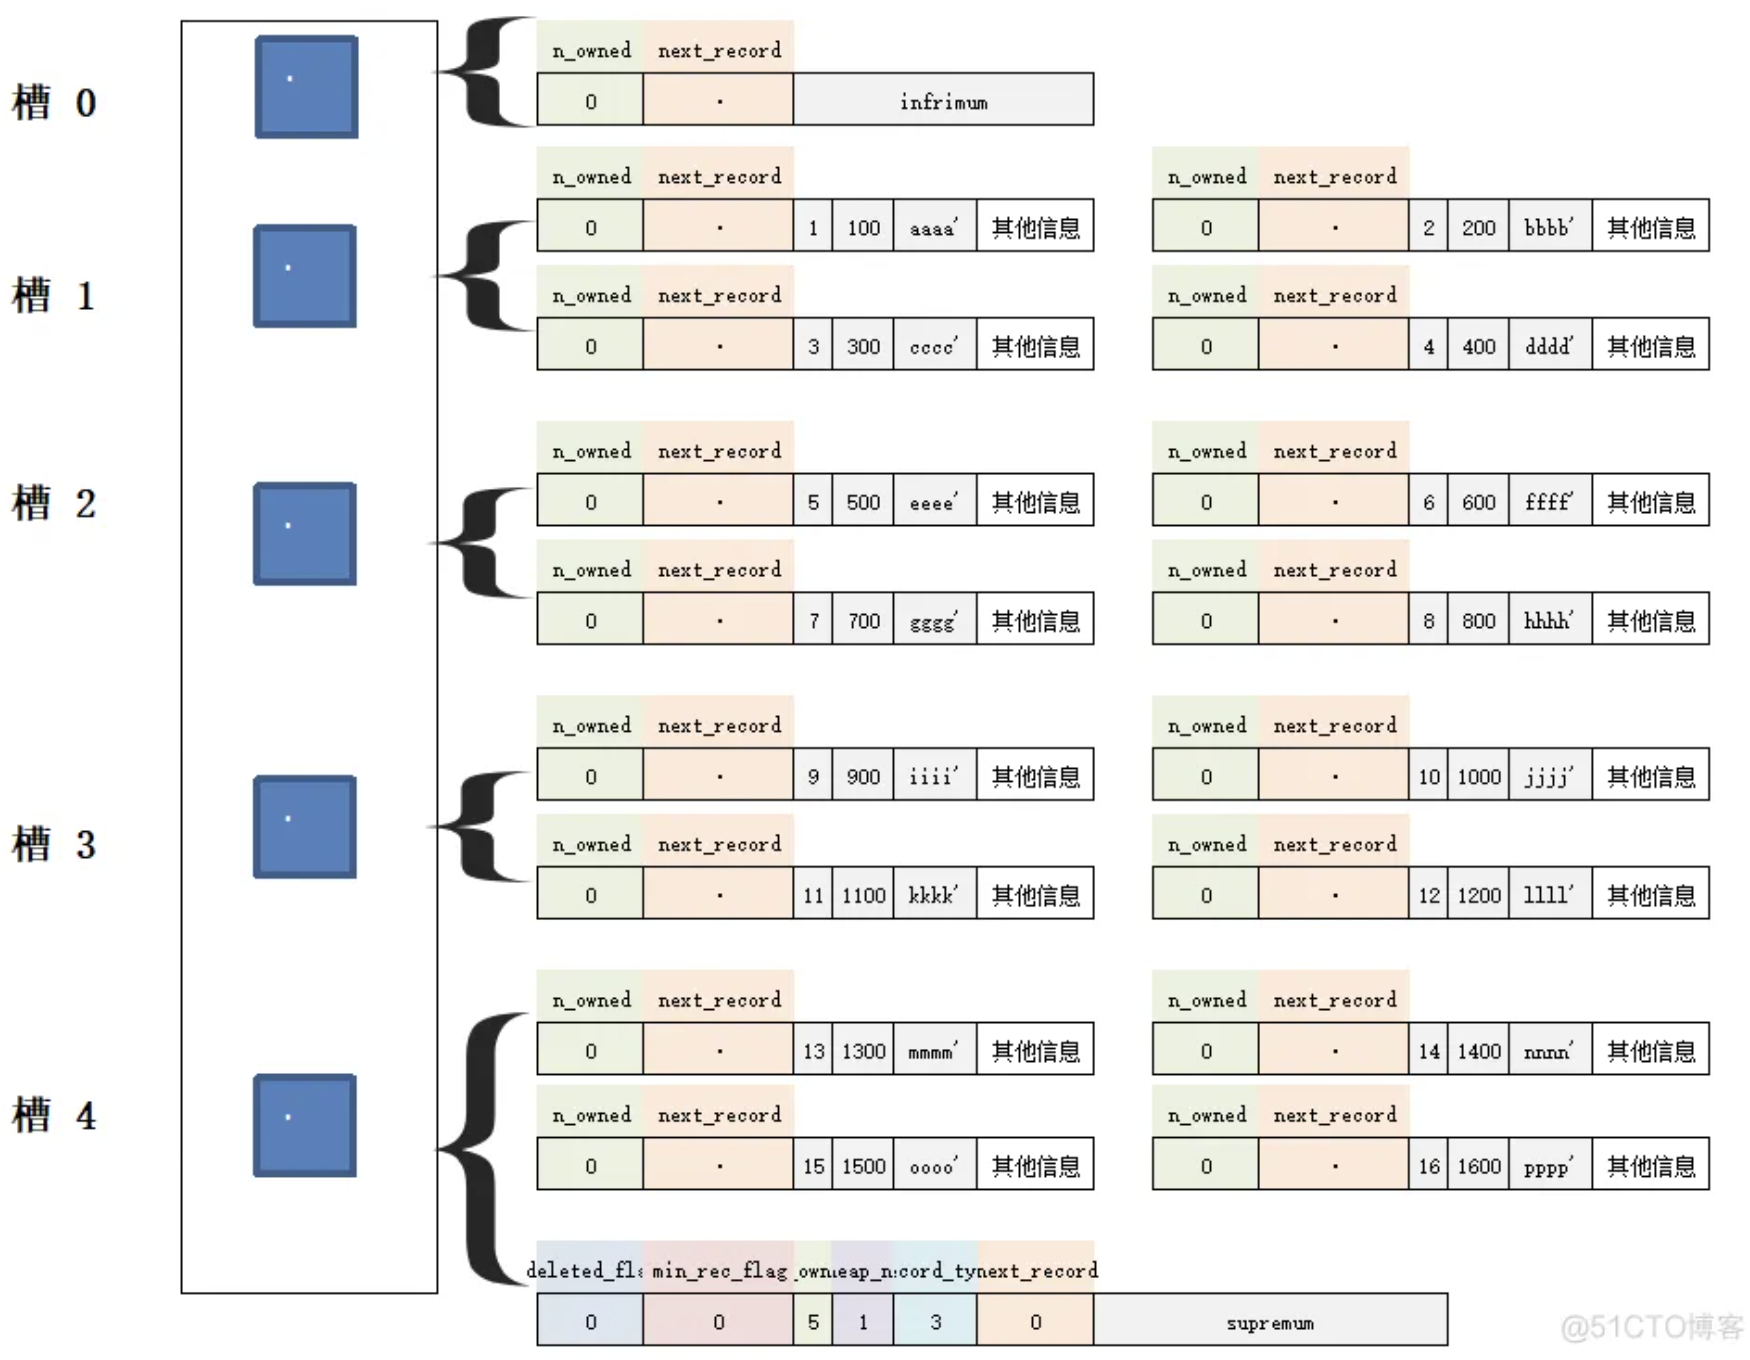 槽 0
n_owned next_record
0 · infrimum
槽 1
n_owned next_record n_owned next_record
0 · 1 100 aaaa' 其他信息 0 · 2 200 bbbb' 其他信息
n_owned next_record n_owned next_record
0 · 3 300 cccc' 其他信息 0 · 4 400 dddd' 其他信息
槽 2
n_owned next_record n_owned next_record
0 · 5 500 eeee' 其他信息 0 · 6 600 ffff' 其他信息
n_owned next_record n_owned next_record
0 · 7 700 gggg' 其他信息 0 · 8 800 hhhh' 其他信息
槽 3
n_owned next_record n_owned next_record
0 · 9 900 iiii' 其他信息 0 · 10 1000 jjjj' 其他信息
n_owned next_record n_owned next_record
0 · 11 1100 kkkk' 其他信息 0 · 12 1200 llll' 其他信息
槽 4
n_owned next_record n_owned next_record
0 · 13 1300 mmmm' 其他信息 0 · 14 1400 nnnn' 其他信息
n_owned next_record n_owned next_record
0 · 15 1500 oooo' 其他信息 0 · 16 1600 pppp' 其他信息
deleted_fla min_rec_flag _own eap_n cord_ty next_record
0 0 5 1 3 0 supremum
@51CTO博客